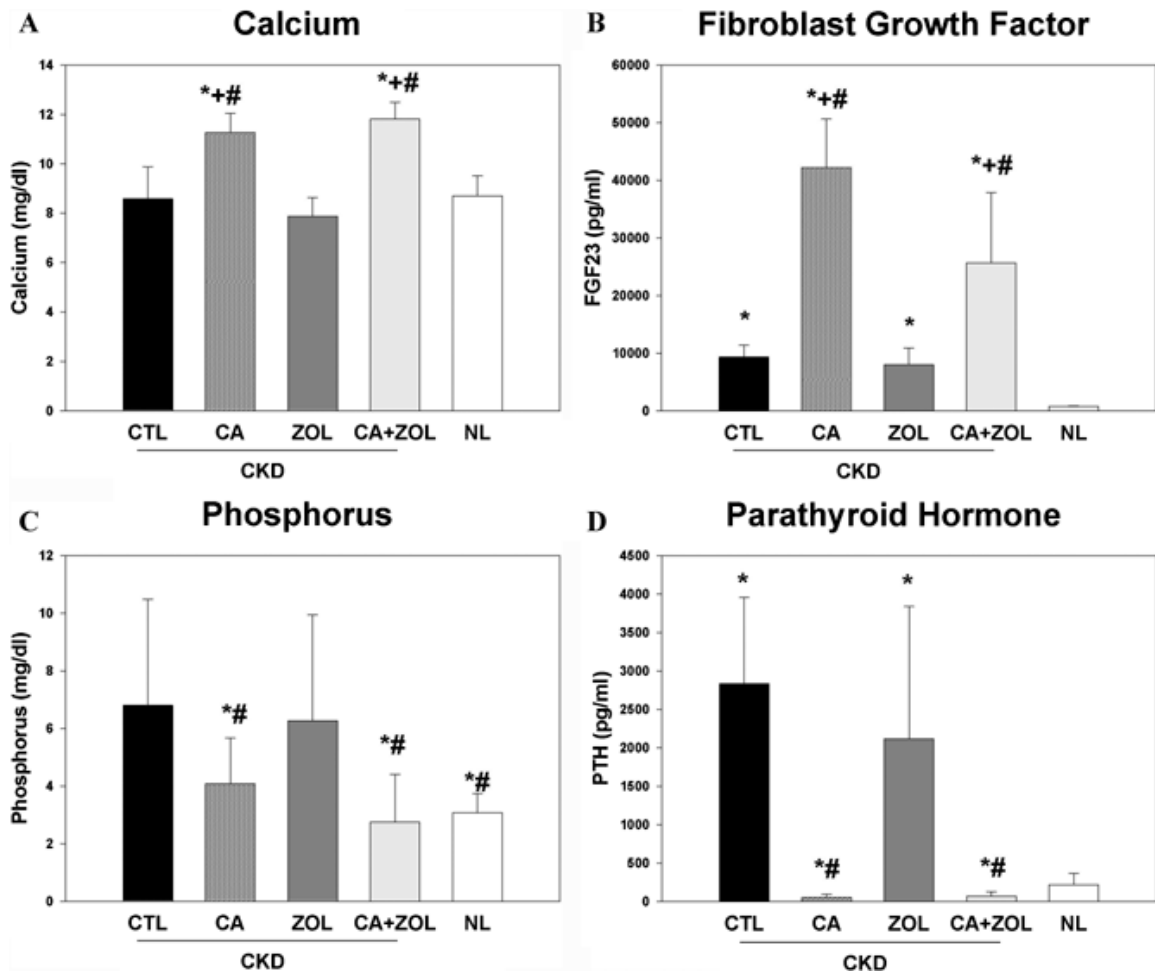 A Calcium
Calcium (mg/dl)
14
12
10
8
6
4
2
0
*+#
*+#
CTL CA ZOL CA+ZOL NL
CKD
B Fibroblast Growth Factor
FGF23 (pg/ml)
60000
50000
40000
30000
20000
10000
0
*
*+#
*
*+#
CTL CA ZOL CA+ZOL NL
CKD
C Phosphorus
Phosphorus (mg/dl)
12
10
8
6
4
2
0
*#
*#
*#
CTL CA ZOL CA+ZOL NL
CKD
D Parathyroid Hormone
PTH (pg/ml)
4500
4000
3500
3000
2500
2000
1500
1000
500
0
*
*#
*
*#
CTL CA ZOL CA+ZOL NL
CKD